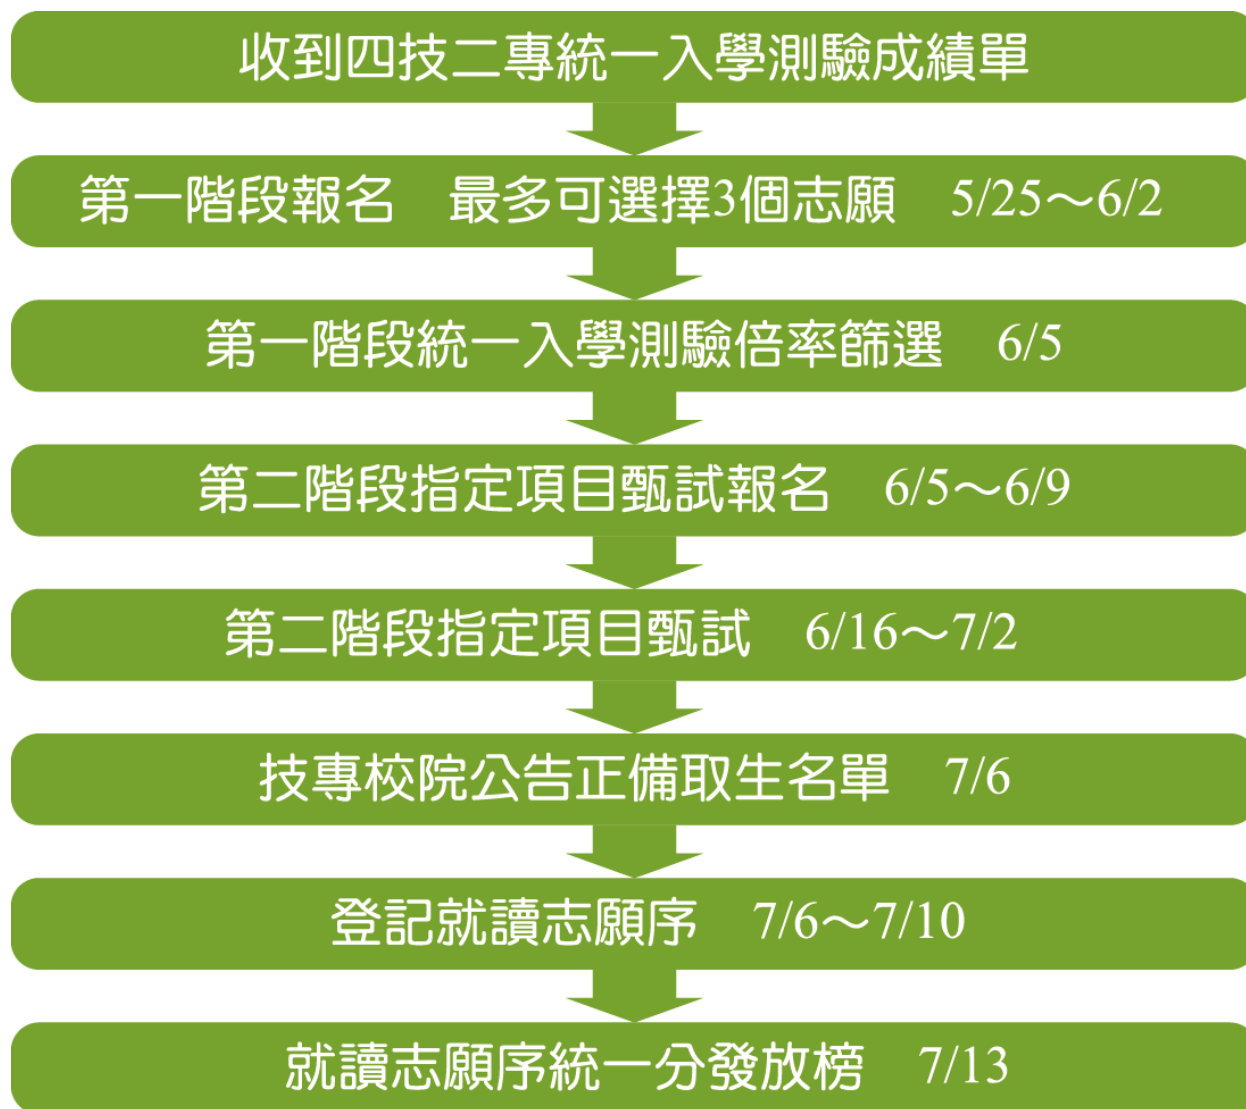 收到四技二專統一入學測驗成績單
第一階段報名　最多可選擇3個志願　5/25～6/2
第一階段統一入學測驗倍率篩選　6/5
第二階段指定項目甄試報名　6/5～6/9
第二階段指定項目甄試　6/16～7/2
技專校院公告正備取生名單　7/6
登記就讀志願序　7/6～7/10
就讀志願序統一分發放榜　7/13